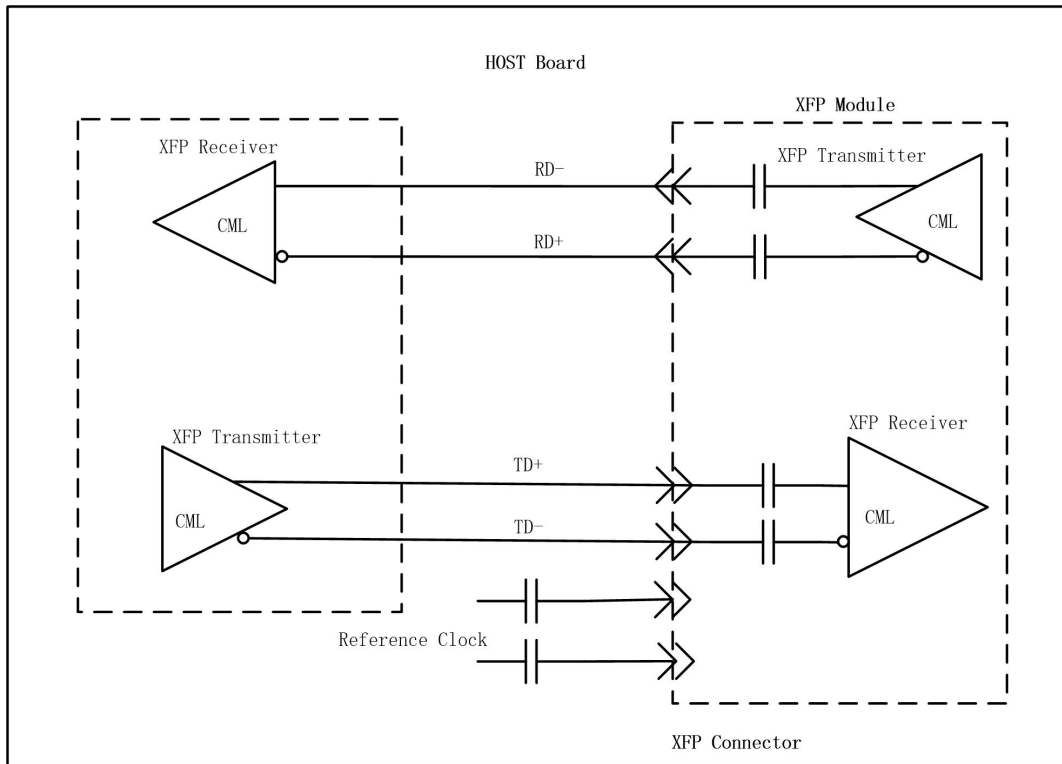 HOST Board
XFP Module
XFP Receiver
XFP Transmitter
RD-
CML
CML
RD+
XFP Receiver
XFP Transmitter
TD+
CML
CML
TD-
Reference Clock
XFP Connector